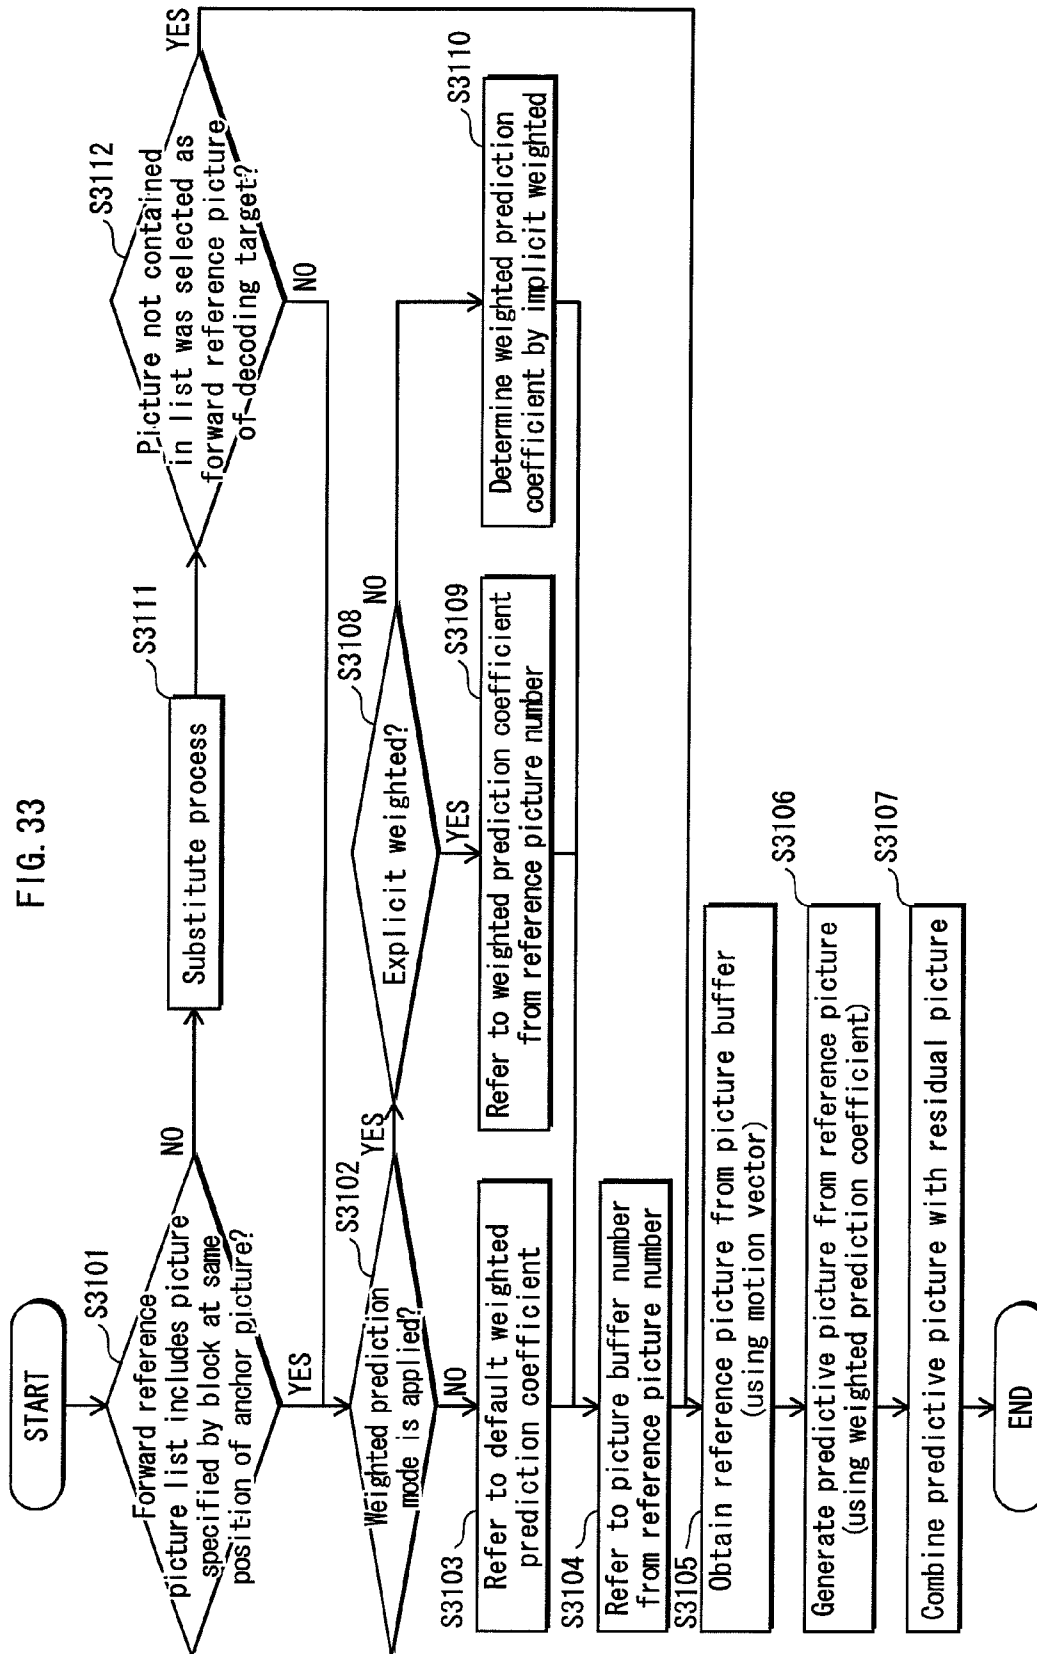 FIG. 33
START
S3101
Forward reference
picture list includes picture
specified by block at same
position of anchor picture?
NO
YES
S3111
Substitute process
S3112
Picture not contained
in list was selected as
forward reference picture
of decoding target?
YES
NO
S3102
Weighted prediction
mode is applied?
YES
NO
S3108
Explicit weighted?
NO
YES
S3103
Refer to default weighted
prediction coefficient
S3109
Refer to weighted prediction coefficient
from reference picture number
S3110
Determine weighted prediction
coefficient by implicit weighted
S3104
Refer to picture buffer number
from reference picture number
S3105
Obtain reference picture from picture buffer
(using motion vector)
S3106
Generate predictive picture from reference picture
(using weighted prediction coefficient)
S3107
Combine predictive picture with residual picture
END